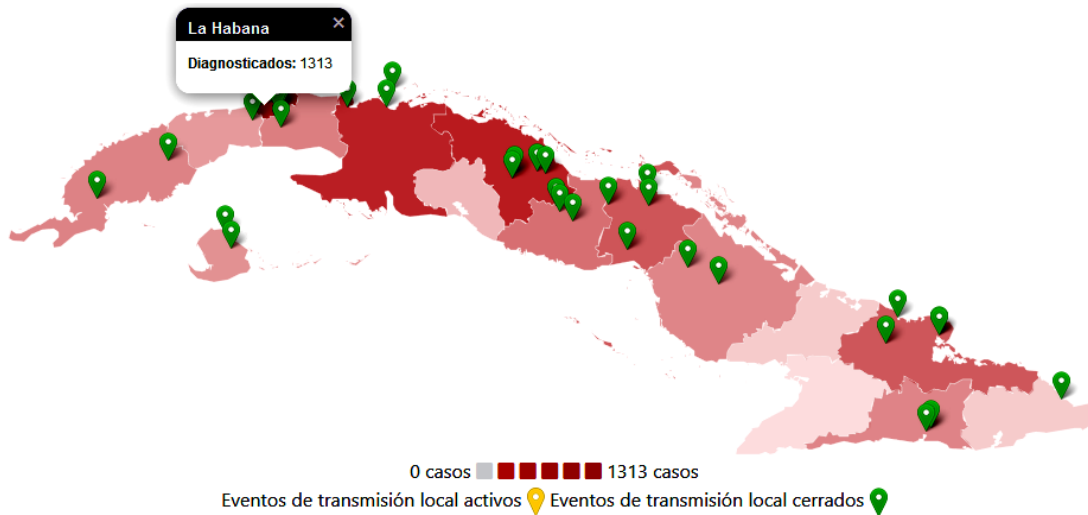 La Habana ×
Diagnosticados: 1313
0 casos 1313 casos
Eventos de transmisión local activos Eventos de transmisión local cerrados